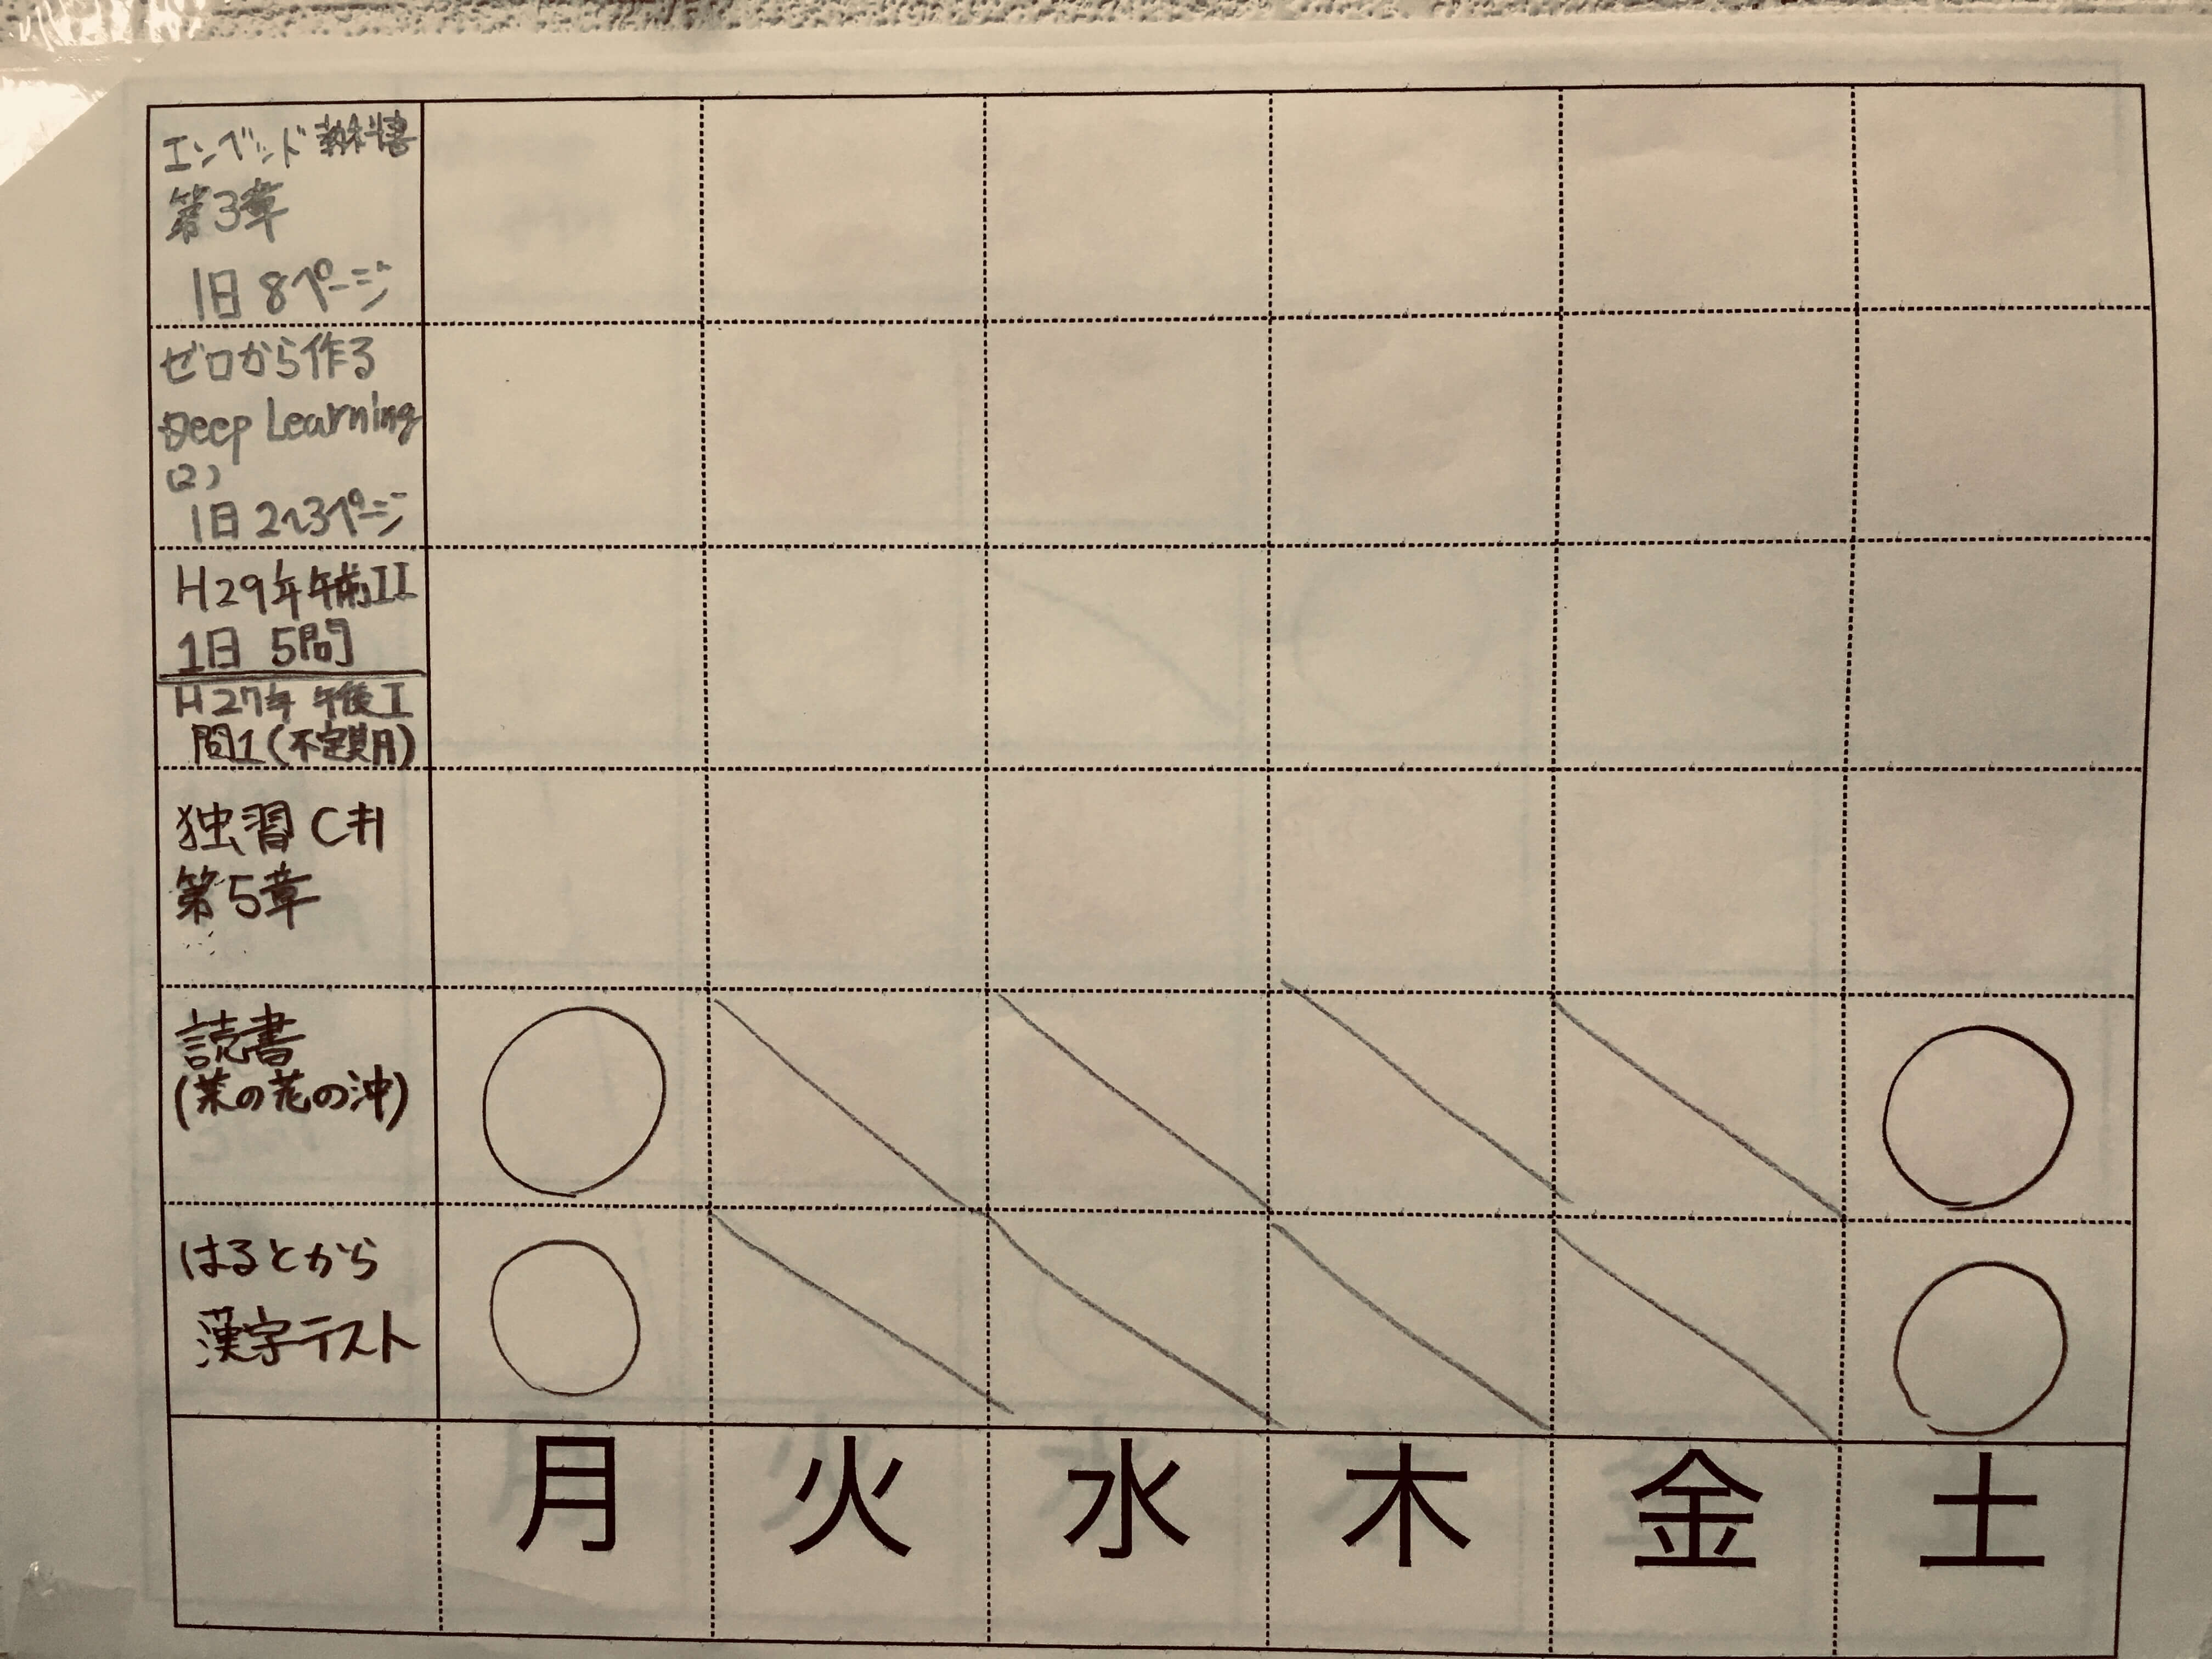 エンベッド教科書
第3章
1日 8ページ
ゼロから作る
Deep Learning
(2)
1日 2~3ページ
H29年午前II
1日 5問
H27年 午後I
問1(不定期)
独習 C#
第5章
読書
(菜の花の沖)
はるとから
漢字テスト
月 火 水 木 金 土